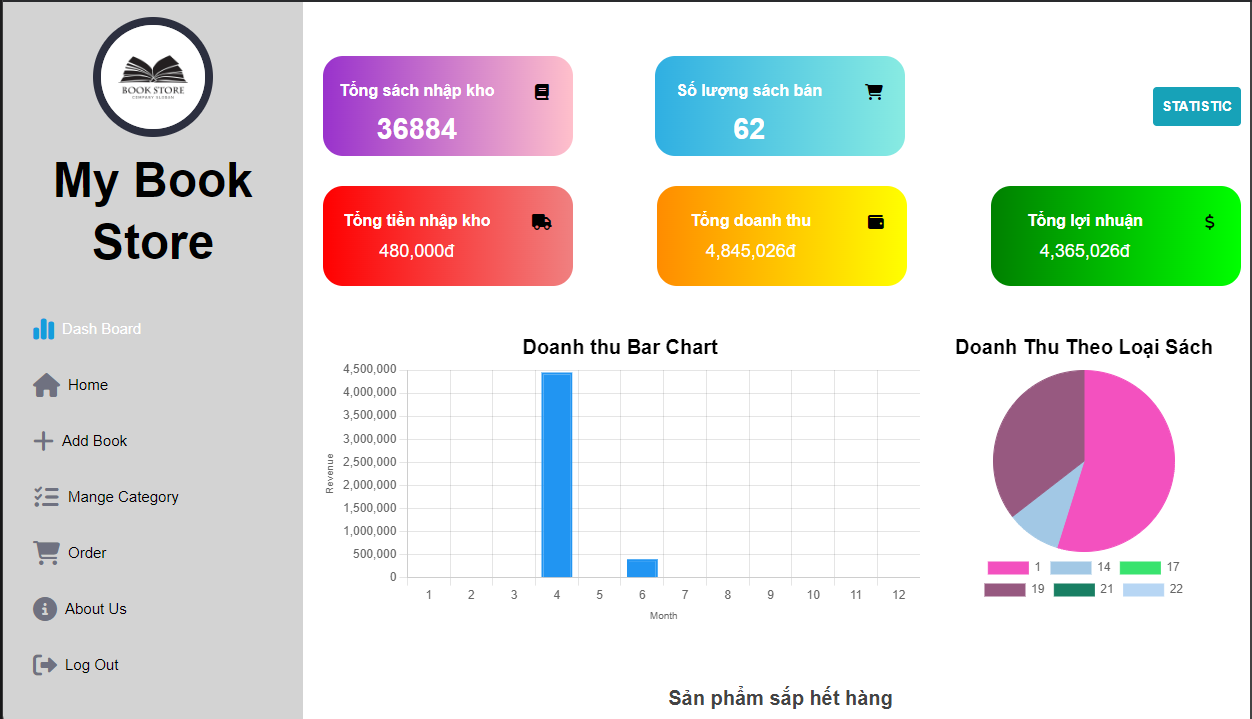 BOOK STORE
COMPANY SLOGAN
My Book
Store
Dash Board
Home
Add Book
Mange Category
Order
About Us
Log Out
Tổng sách nhập kho
36884
Số lượng sách bán
62
STATISTIC
Tổng tiền nhập kho
480,000đ
Tổng doanh thu
4,845,026đ
Tổng lợi nhuận
4,365,026đ
Doanh thu Bar Chart
4,500,000
4,000,000
3,500,000
3,000,000
2,500,000
2,000,000
1,500,000
1,000,000
500,000
0
Revenue
1 2 3 4 5 6 7 8 9 10 11 12
Month
Doanh Thu Theo Loại Sách
1 14 17
19 21 22
Sản phẩm sắp hết hàng